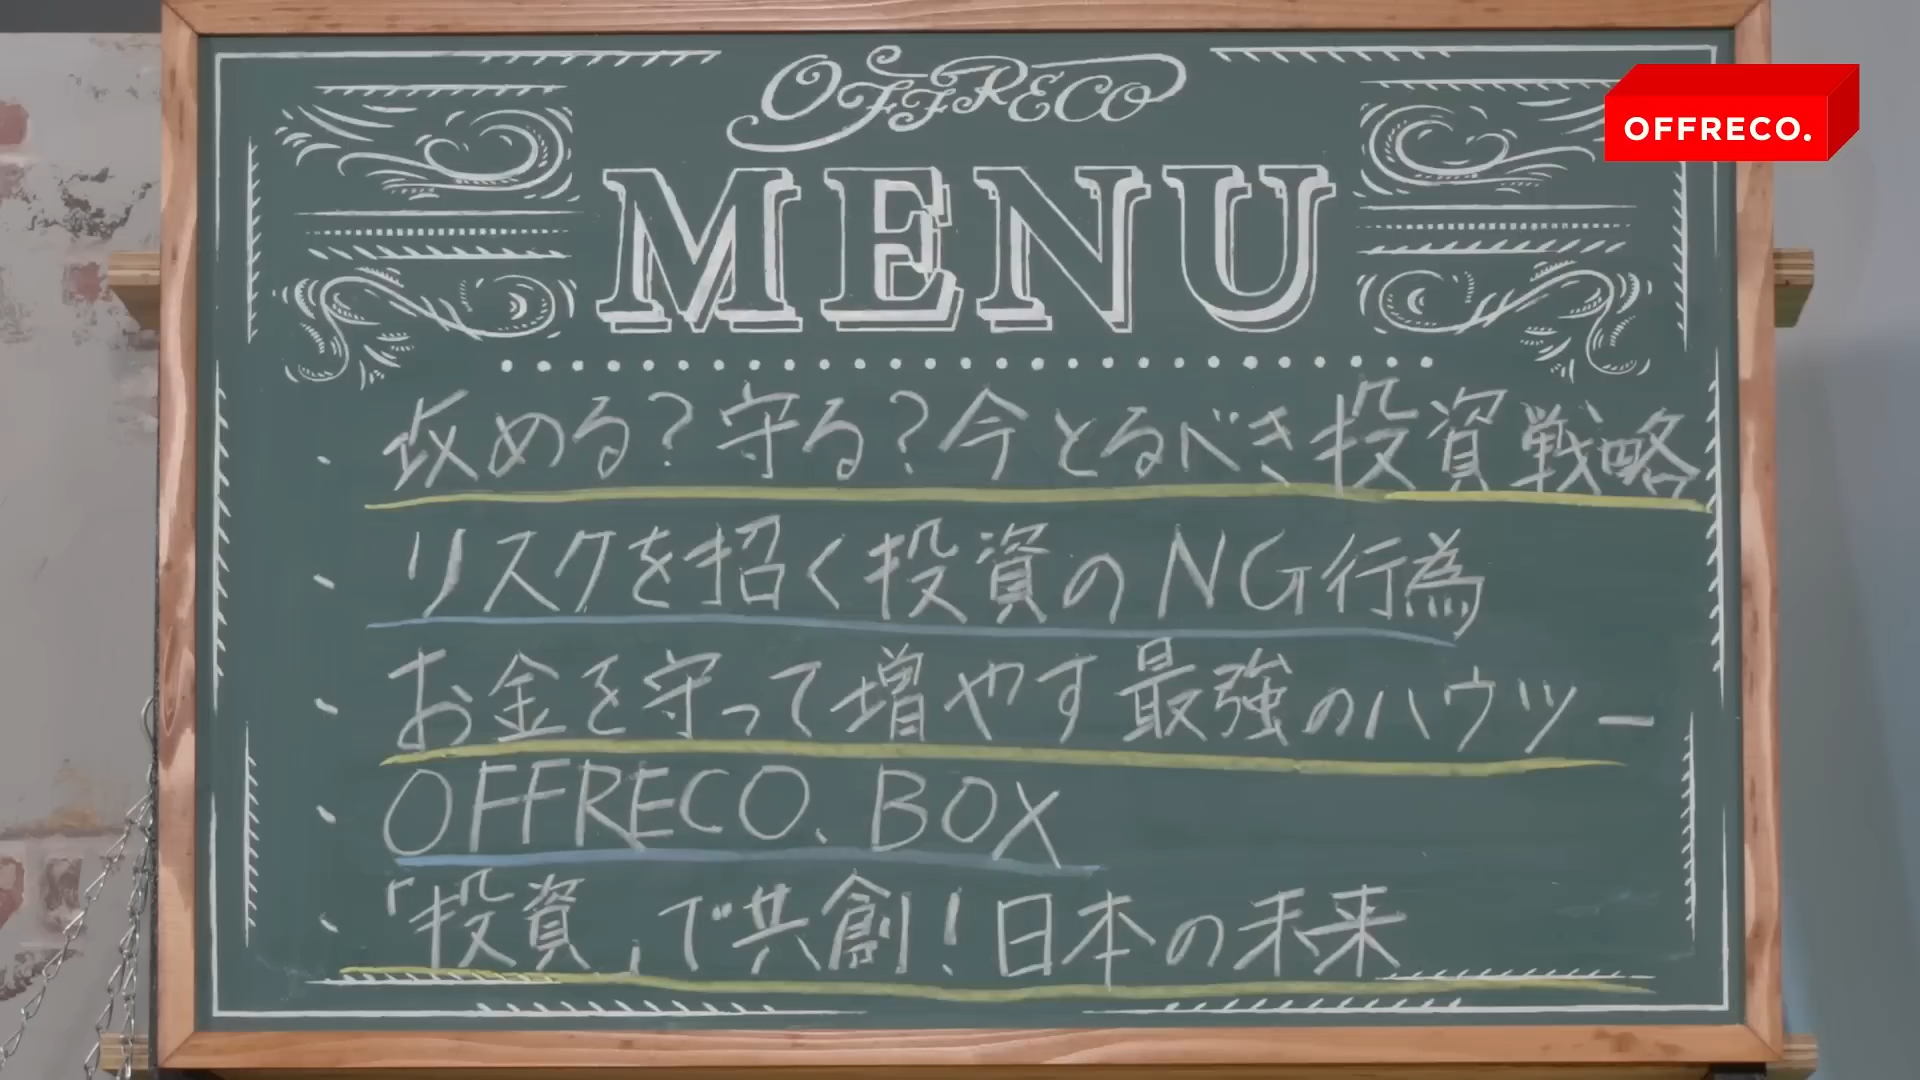 OFFRECO
OFFRECO.
MENU
・攻める?守る?今とるべき投資戦略
・リスクを招く投資のNG行為
・お金を守って増やす最強のハウツー
・OFFRECO. BOX
・「投資」で共創!日本の未来